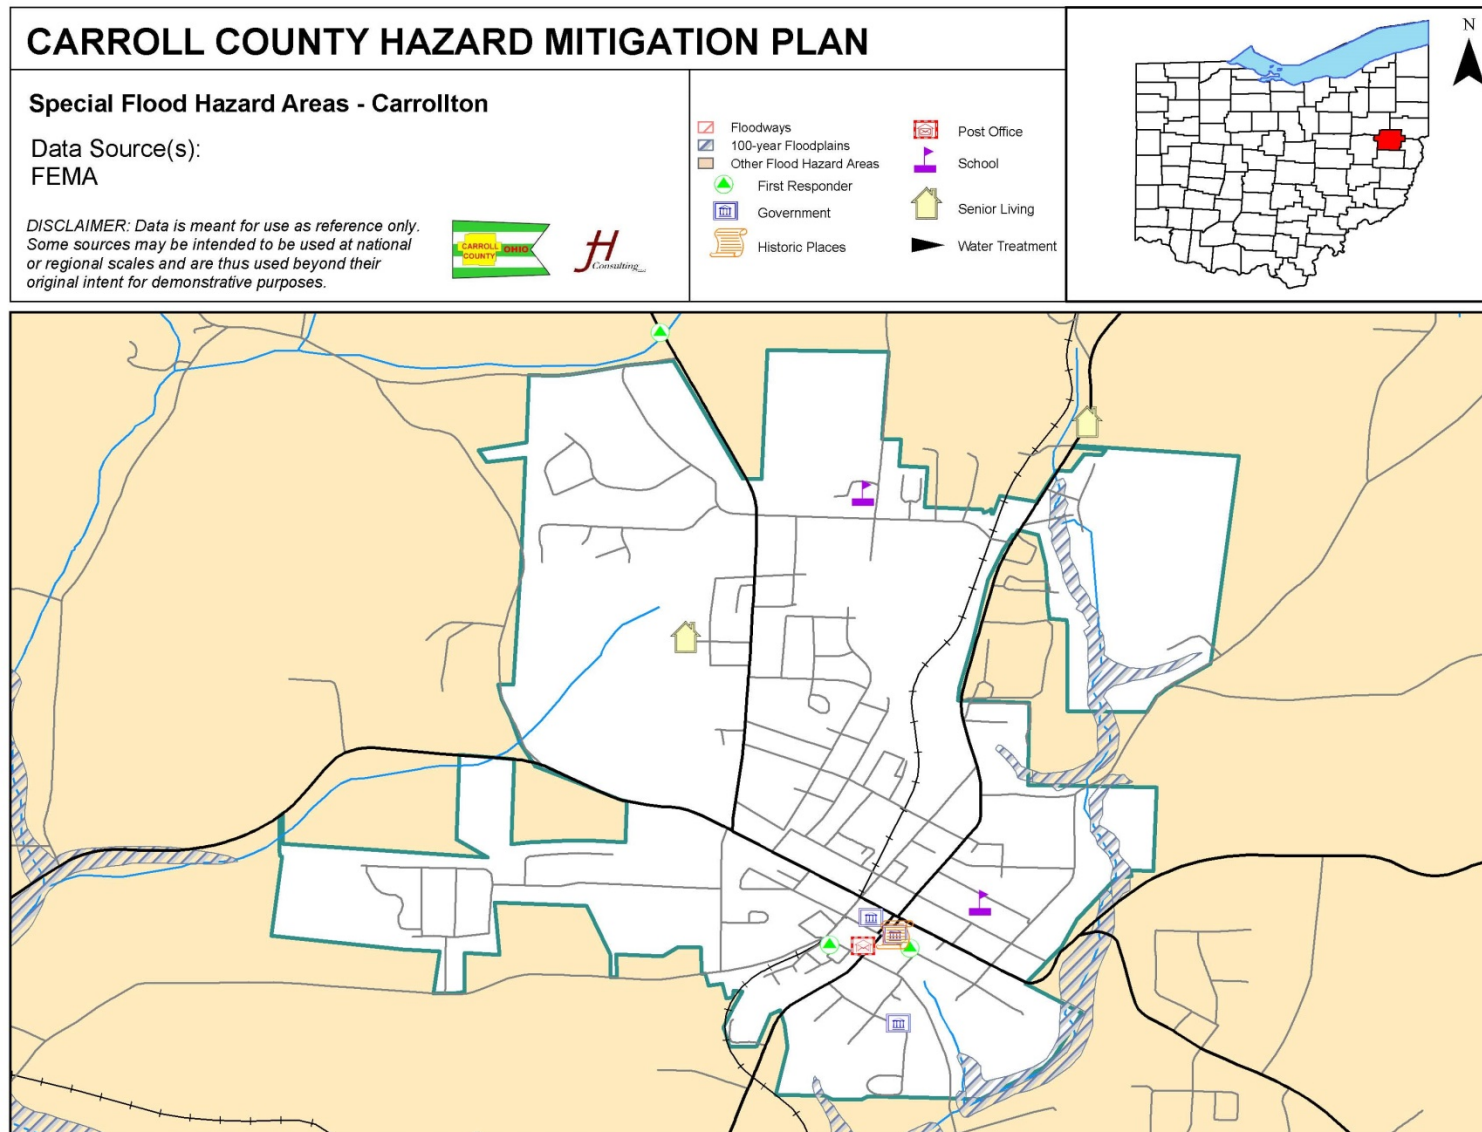 CARROLL COUNTY HAZARD MITIGATION PLAN
Special Flood Hazard Areas - Carrollton
Data Source(s):
FEMA
DISCLAIMER: Data is meant for use as reference only.
Some sources may be intended to be used at national
or regional scales and are thus used beyond their
original intent for demonstrative purposes.
CARROLL
COUNTY
OHIO
JH
Consulting
Floodways
100-year Floodplains
Other Flood Hazard Areas
First Responder
Government
Historic Places
Post Office
School
Senior Living
Water Treatment
N